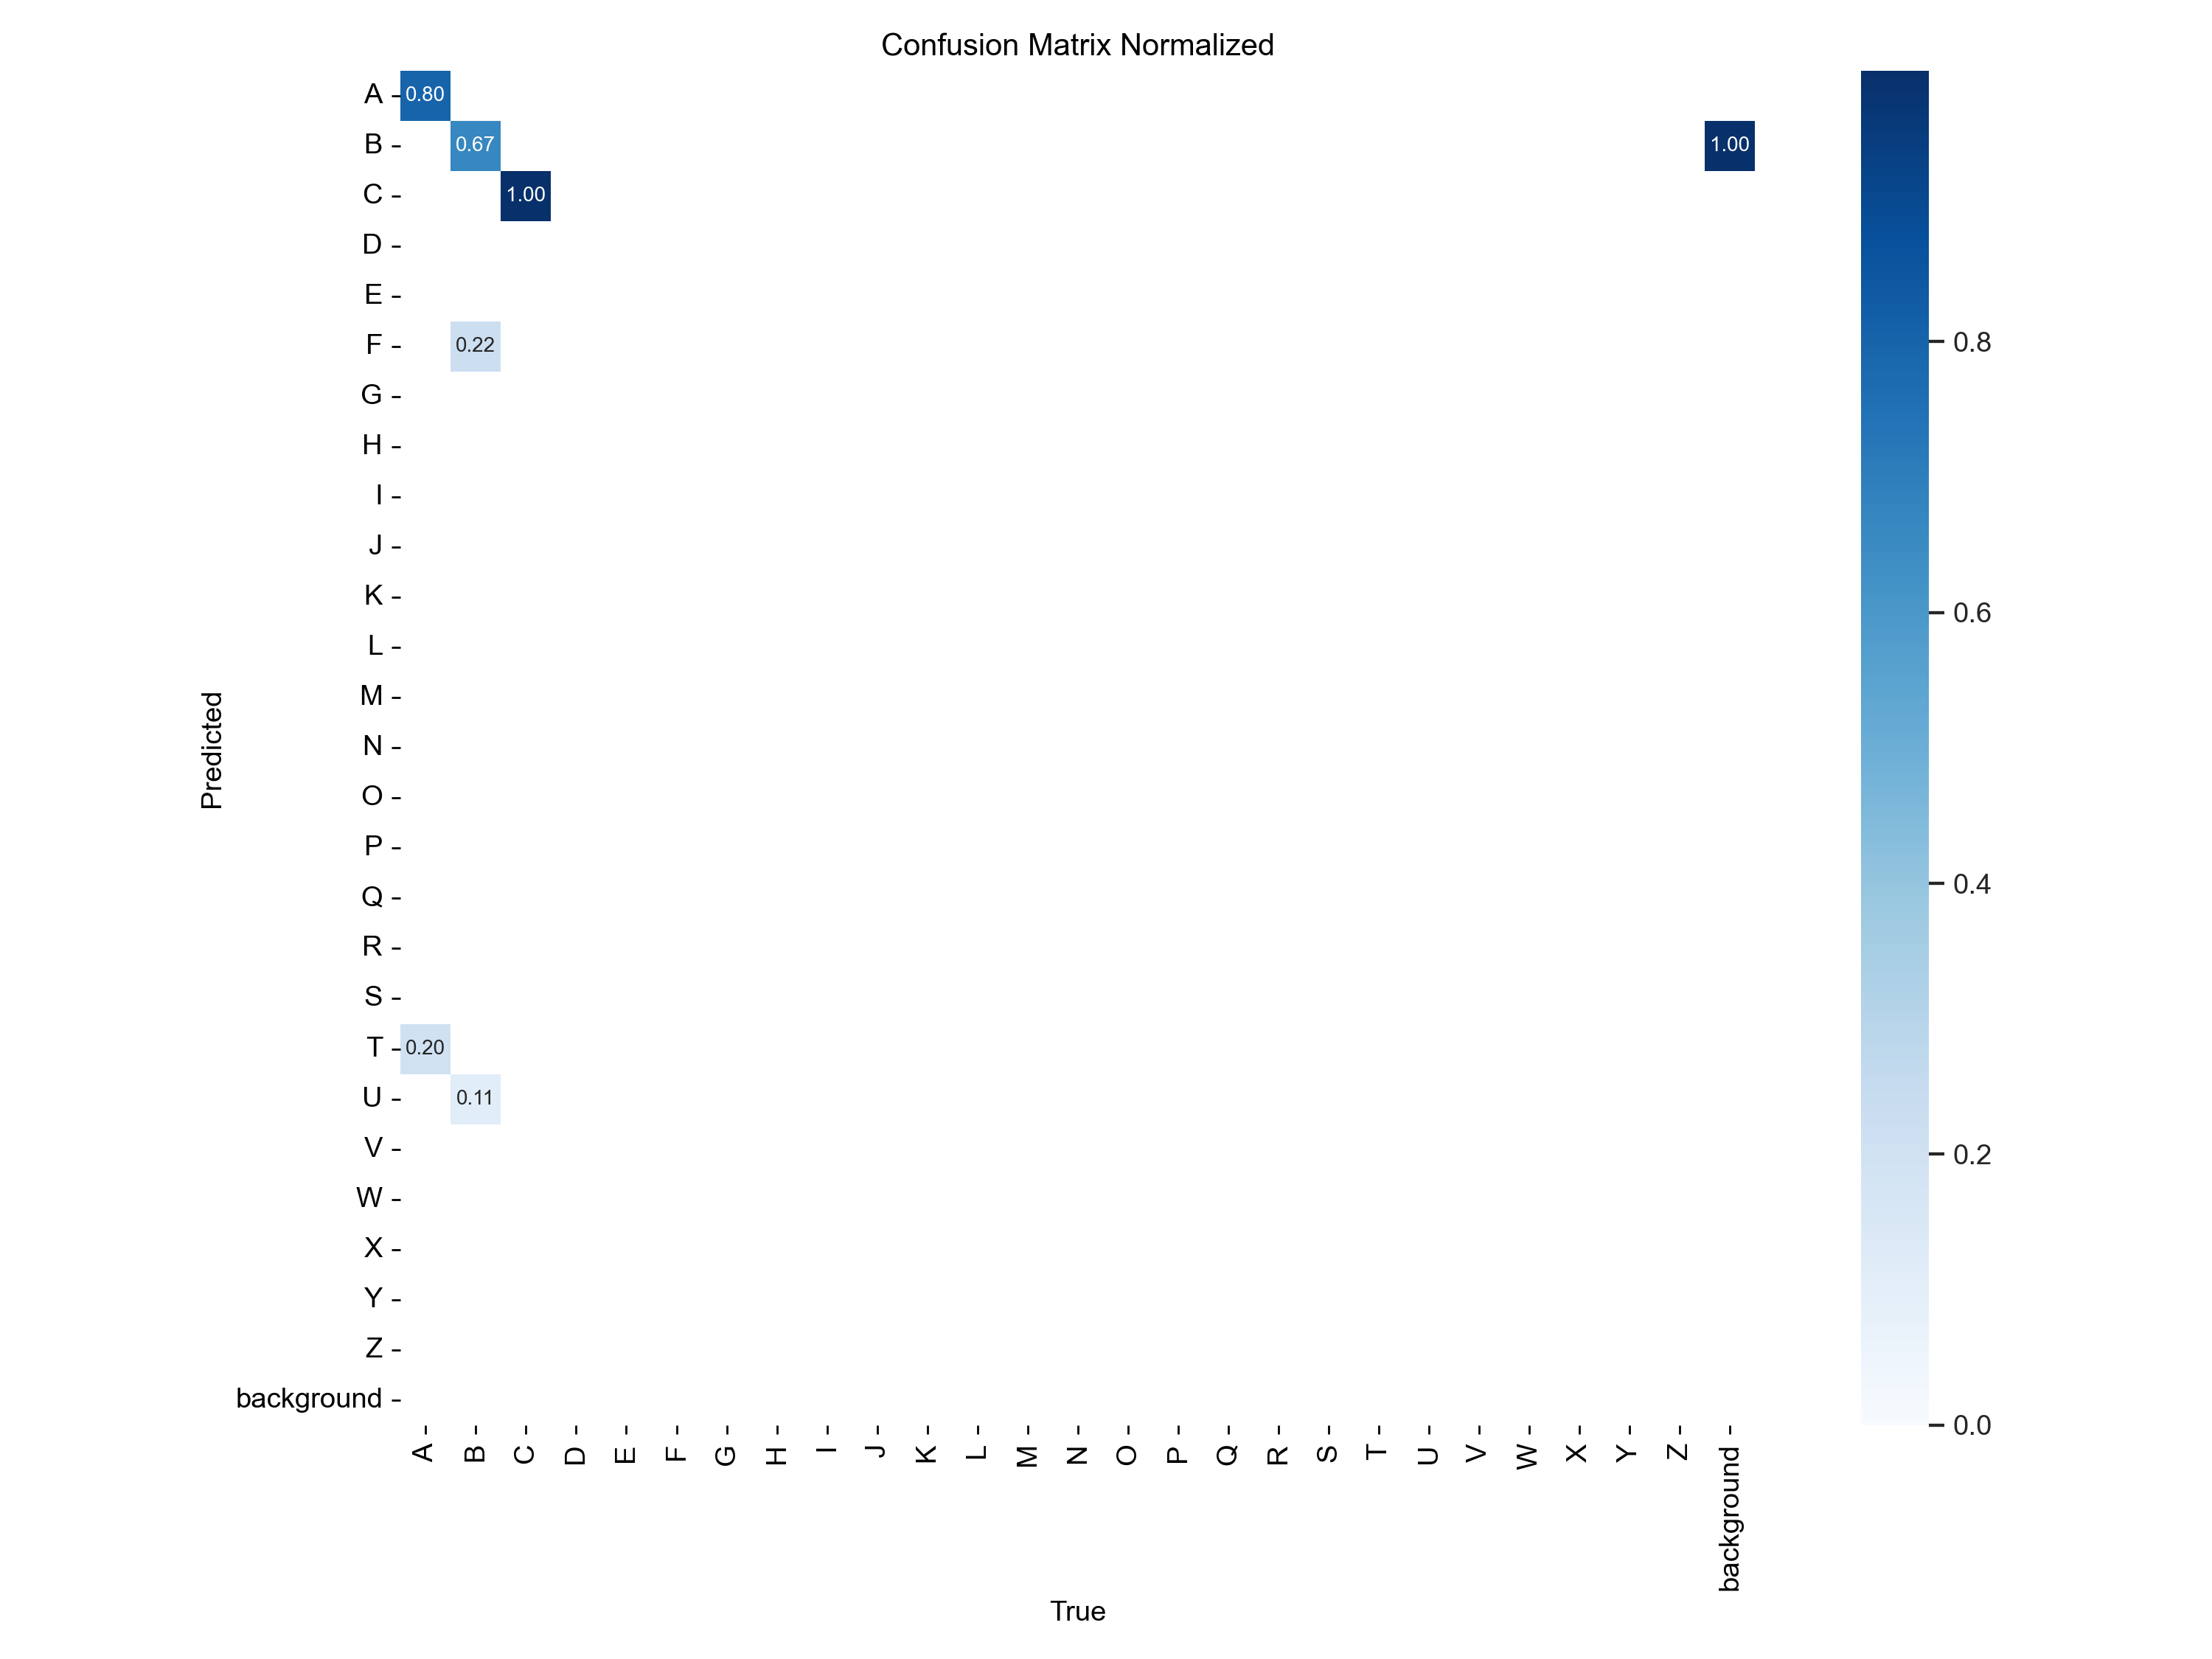 Confusion Matrix Normalized
A 0.80
B 0.67 1.00
C 1.00
D
E
F 0.22
G
H
I
J
K
L
M
N
O
P
Q
R
S
T 0.20
U 0.11
V
W
X
Y
Z
background
Predicted
A B C D E F G H I J K L M N O P Q R S T U V W X Y Z background
True
0.8
0.6
0.4
0.2
0.0